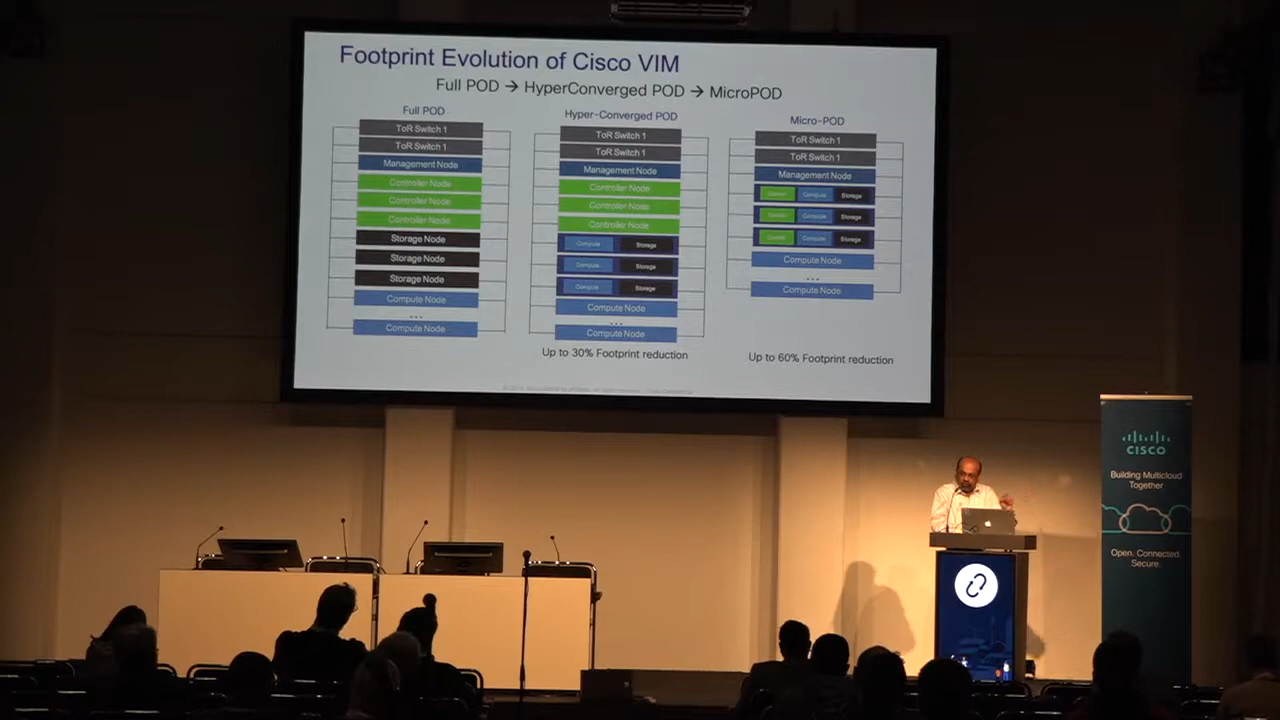 Footprint Evolution of Cisco VIM
Full POD → HyperConverged POD → MicroPOD
Full POD
ToR Switch 1
ToR Switch 1
Management Node
Controller Node
Controller Node
Controller Node
Storage Node
Storage Node
Storage Node
Compute Node
...
Compute Node
Hyper-Converged POD
ToR Switch 1
ToR Switch 1
Management Node
Controller Node
Controller Node
Controller Node
Compute Storage
Compute Storage
Compute Storage
Compute Node
...
Compute Node
Up to 30% Footprint reduction
Micro-POD
ToR Switch 1
ToR Switch 1
Management Node
Control Compute Storage
Control Compute Storage
Control Compute Storage
Compute Node
...
Compute Node
Up to 60% Footprint reduction
CISCO
Building Multicloud
Together
Open. Connected.
Secure.